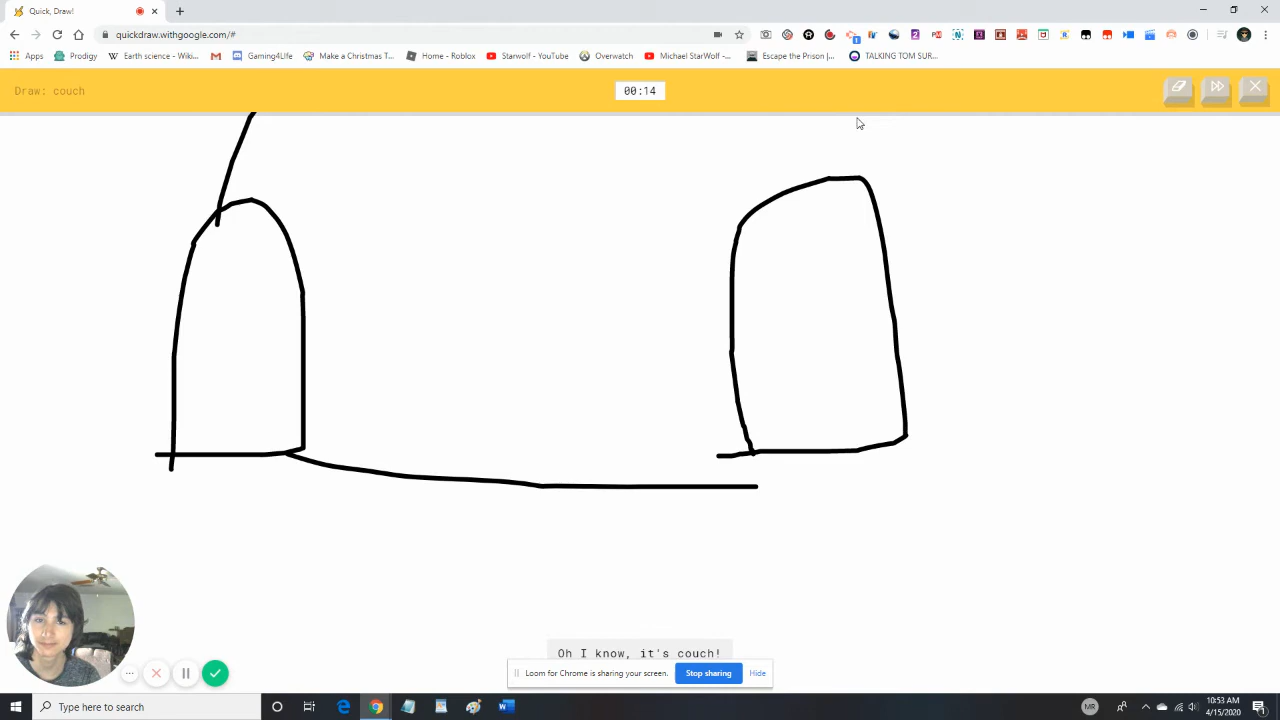 Quick, Draw!
quickdraw.withgoogle.com/#
Apps Prodigy Earth science - Wiki... Gaming4Life Make a Christmas T... Home - Roblox Starwolf - YouTube Overwatch Michael StarWolf -... Escape the Prison |... TALKING TOM SUR...
Draw: couch 00:14
Oh I know, it's couch!
Loom for Chrome is sharing your screen. Stop sharing Hide
Type here to search MR 10:53 AM
4/15/2020